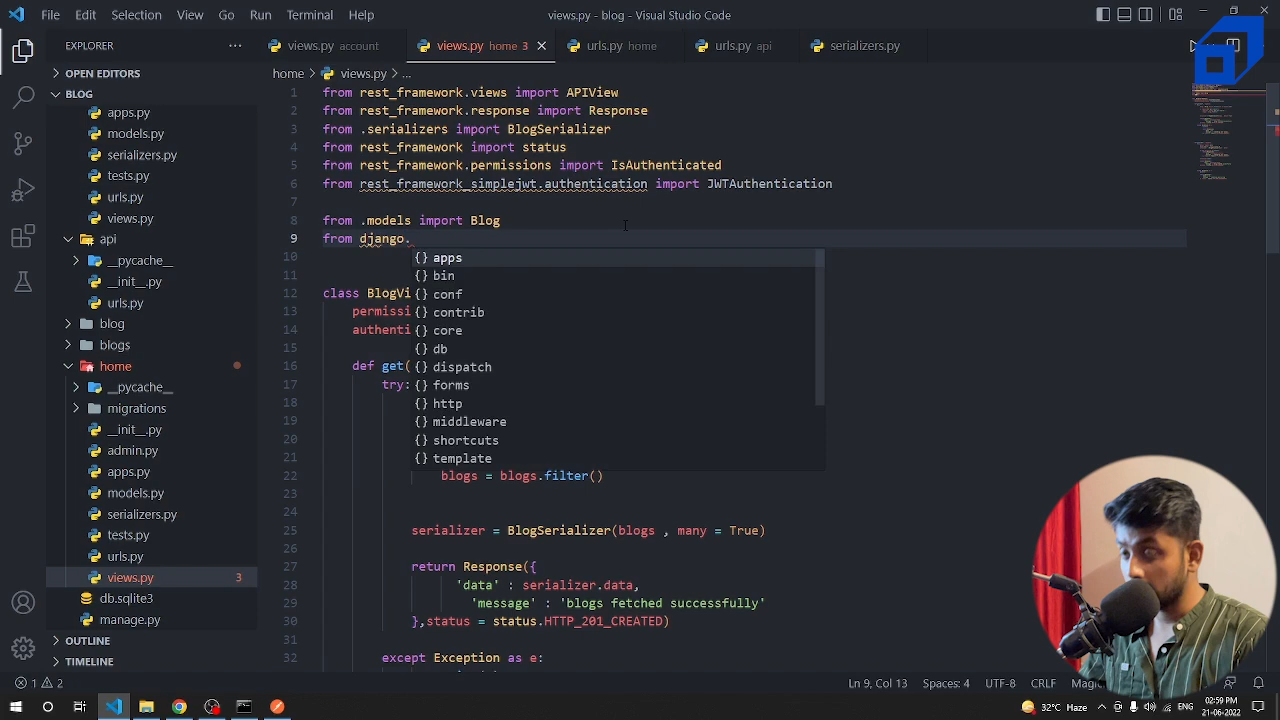 File Edit Selection View Go Run Terminal Help
views.py - blog - Visual Studio Code
EXPLORER
views.py account
views.py home 3
urls.py home
urls.py api
serializers.py
OPEN EDITORS
BLOG
apps.py
models.py
serializers.py
tests.py
urls.py
views.py
api
__pycache__
__init__.py
urls.py
blog
blogs
home
__pycache__
migrations
__init__.py
admin.py
apps.py
models.py
serializers.py
tests.py
urls.py
views.py 3
db.sqlite3
manage.py
OUTLINE
TIMELINE
home > views.py > ...
1 from rest_framework.views import APIView
2 from rest_framework.response import Response
3 from .serializer import BlogSerializer
4 from rest_framework import status
5 from rest_framework.permissions import IsAuthenticated
6 from rest_framework_simplejwt.authentication import JWTAuthentication
7
8 from .models import Blog
9 from django.
10
11
12 class BlogVi
13 permissi
14 authenti
15
16 def get(
17 try:
18
19
20
21
22 blogs = blogs.filter()
23
24
25 serializer = BlogSerializer(blogs , many = True)
26
27 return Response({
28 'data' : serializer.data,
29 'message' : 'blogs fetched successfully'
30 },status = status.HTTP_201_CREATED)
31
32 except Exception as e:
{} apps
{} bin
{} conf
{} contrib
{} core
{} db
{} dispatch
{} forms
{} http
{} middleware
{} shortcuts
{} template
1 2
Ln 9, Col 13
Spaces: 4
UTF-8
CRLF
32°C Haze
02:59 PM
21-06-2022